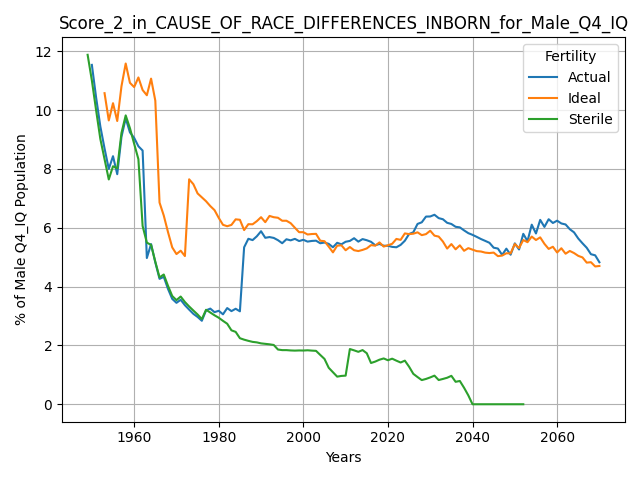 Score_2_in_CAUSE_OF_RACE_DIFFERENCES_INBORN_for_Male_Q4_IQ
Fertility
Actual
Ideal
Sterile
% of Male Q4_IQ Population
12
10
8
6
4
2
0
1960 1980 2000 2020 2040 2060
Years